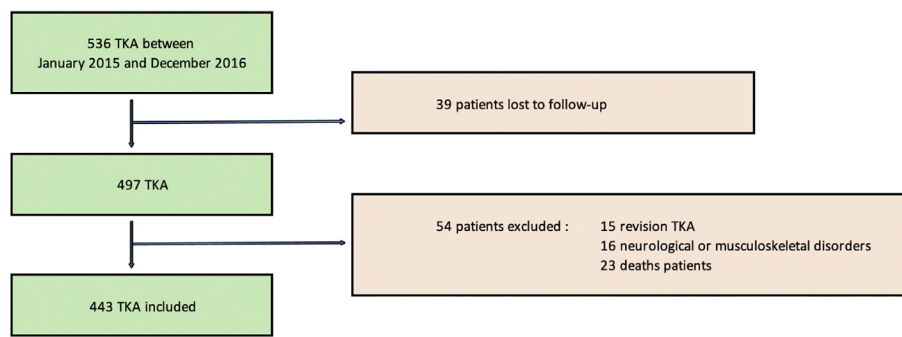 536 TKA between
January 2015 and December 2016
39 patients lost to follow-up
497 TKA
54 patients excluded : 15 revision TKA
16 neurological or musculoskeletal disorders
23 deaths patients
443 TKA included